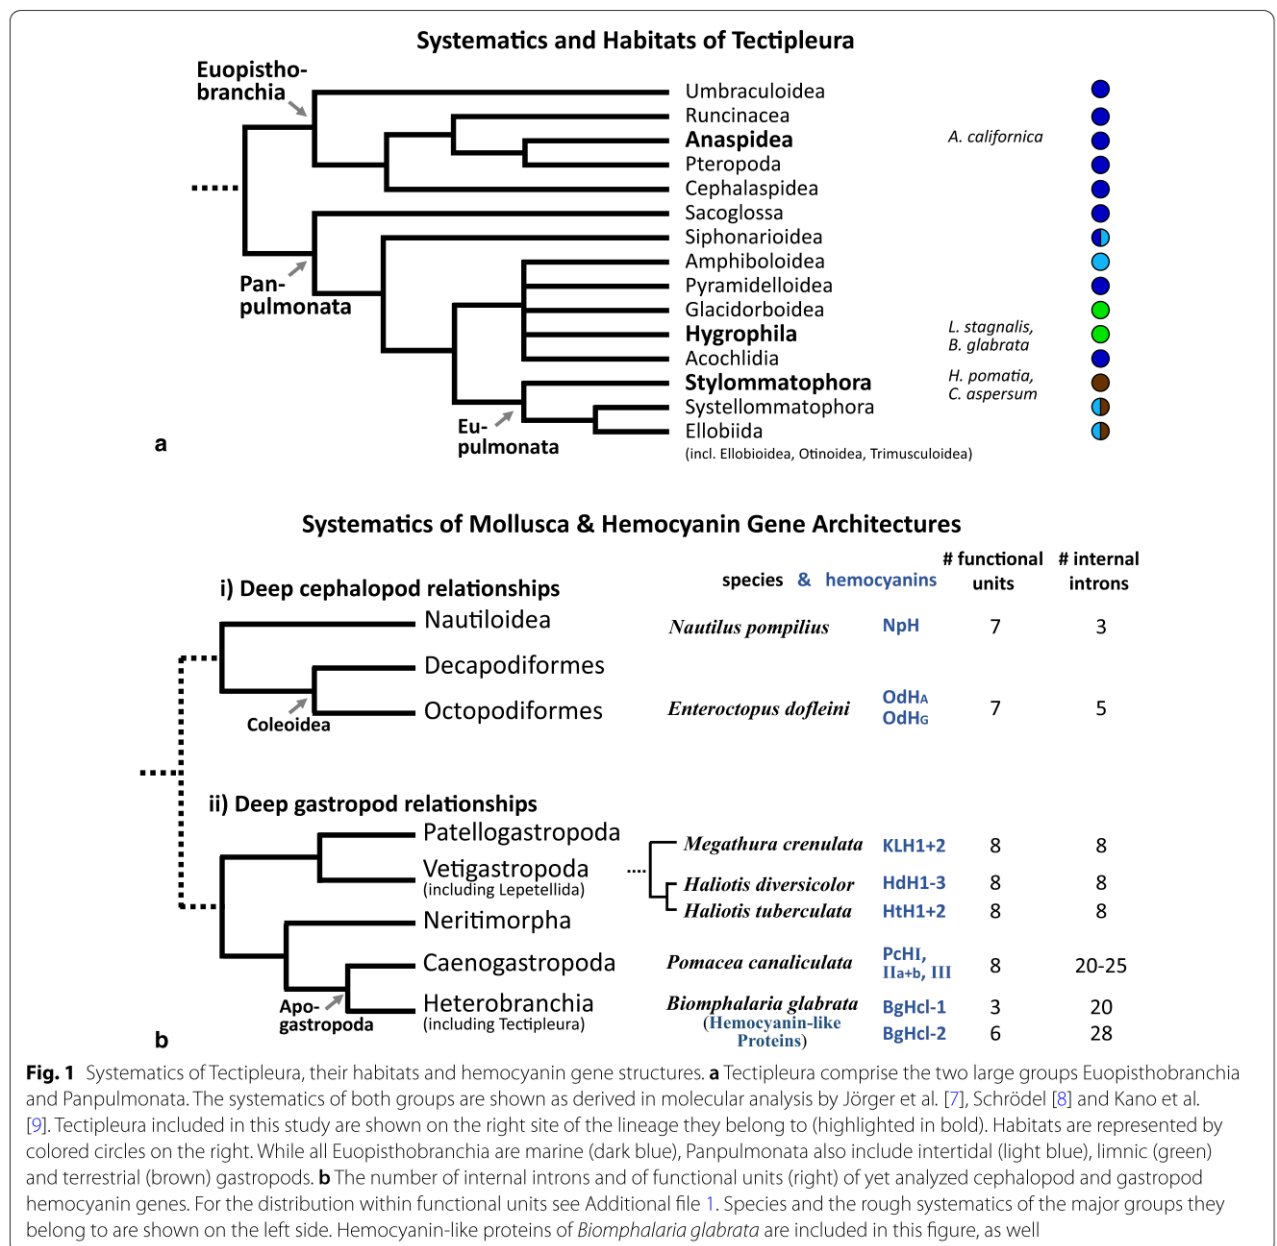 Systematics and Habitats of Tectipleura
Euopistho-
branchia
Umbraculoidea
Runcinacea
Anaspidea A. californica
Pteropoda
Cephalaspidea
Sacoglossa
Siphonarioidea
Amphiboloidea
Pan-
pulmonata
Pyramidelloidea
Glacidorboidea
Hygrophila L. stagnalis,
B. glabrata
Acochlidia
Stylommatophora H. pomatia,
C. aspersum
Systellommatophora
Eu-
pulmonata
Ellobiida
(incl. Ellobioidea, Otinoidea, Trimusculoidea)
a
Systematics of Mollusca & Hemocyanin Gene Architectures
species & hemocyanins
# functional
units
# internal
introns
i) Deep cephalopod relationships
Nautiloidea Nautilus pompilius NpH 7 3
Decapodiformes
Octopodiformes Enteroctopus dofleini OdHA
OdHG 7 5
Coleoidea
ii) Deep gastropod relationships
Patellogastropoda
Megathura crenulata KLH1+2 8 8
Vetigastropoda
(including Lepetellida)
Haliotis diversicolor HdH1-3 8 8
Haliotis tuberculata HtH1+2 8 8
Neritimorpha
Caenogastropoda Pomacea canaliculata PcHI,
IIa+b, III 8 20-25
Apo-
gastropoda
Heterobranchia
(including Tectipleura)
Biomphalaria glabrata BgHcl-1 3 20
(Hemocyanin-like
Proteins) BgHcl-2 6 28
b
Fig. 1 Systematics of Tectipleura, their habitats and hemocyanin gene structures. a Tectipleura comprise the two large groups Euopisthobranchia
and Panpulmonata. The systematics of both groups are shown as derived in molecular analysis by Jörger et al. [7], Schrödel [8] and Kano et al.
[9]. Tectipleura included in this study are shown on the right site of the lineage they belong to (highlighted in bold). Habitats are represented by
colored circles on the right. While all Euopisthobranchia are marine (dark blue), Panpulmonata also include intertidal (light blue), limnic (green)
and terrestrial (brown) gastropods. b The number of internal introns and of functional units (right) of yet analyzed cephalopod and gastropod
hemocyanin genes. For the distribution within functional units see Additional file 1. Species and the rough systematics of the major groups they
belong to are shown on the left side. Hemocyanin-like proteins of Biomphalaria glabrata are included in this figure, as well